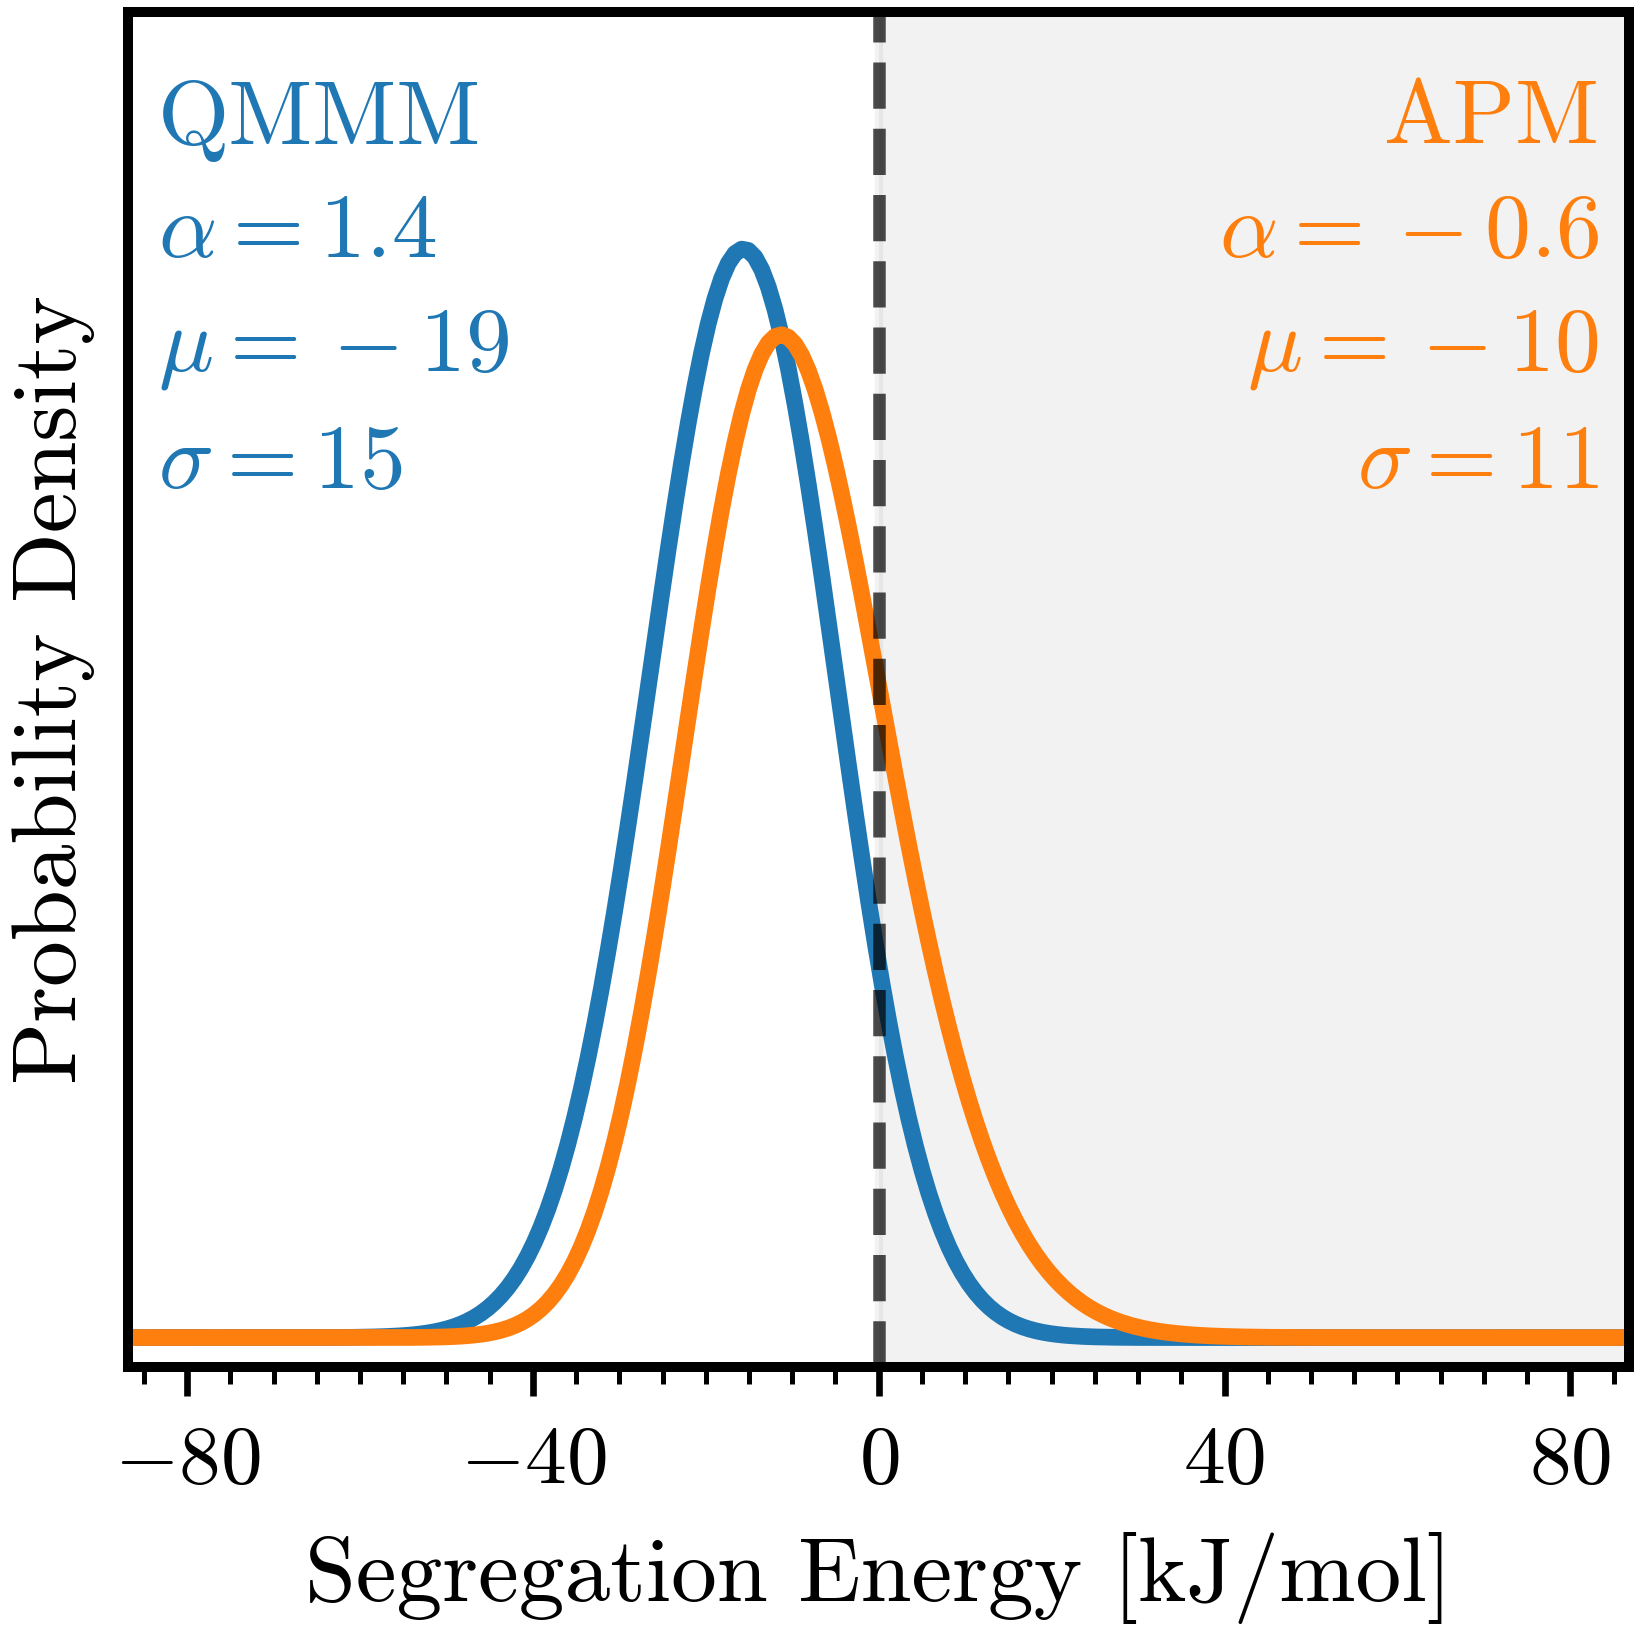 QMMM
α = 1.4
μ = −19
σ = 15
APM
α = −0.6
μ = −10
σ = 11
Probability Density
−80 −40 0 40 80
Segregation Energy [kJ/mol]